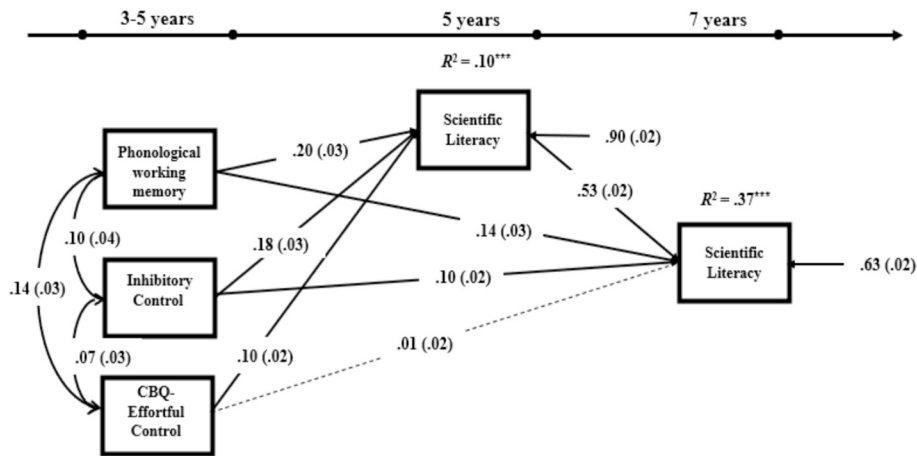 3-5 years
5 years
7 years
R² = .10***
Scientific
Literacy
Phonological
working
memory
.20 (.03)
.90 (.02)
.53 (.02)
R² = .37***
.10 (.04)
.18 (.03)
.14 (.03)
Scientific
Literacy
.63 (.02)
.14 (.03)
Inhibitory
Control
.10 (.02)
.07 (.03)
.10 (.02)
.01 (.02)
CBQ-
Effortful
Control